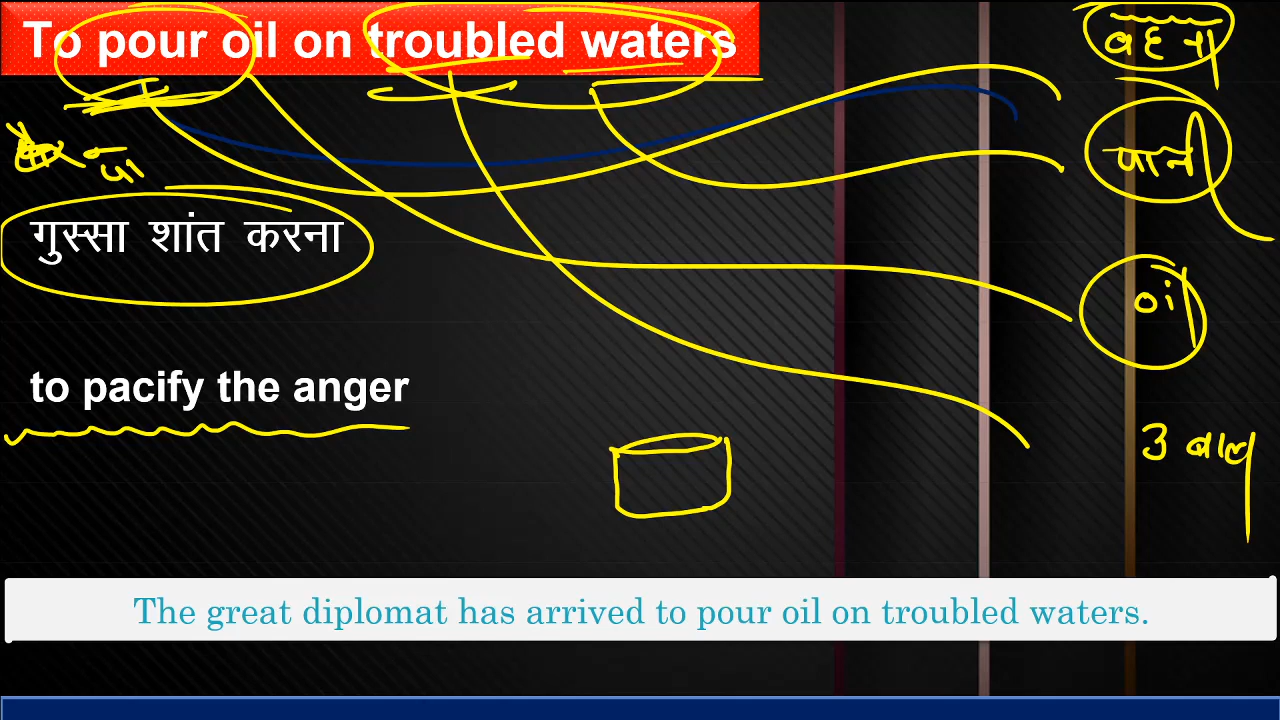 To pour oil on troubled waters
पान
गुस्सा शांत करना
oil
to pacify the anger
The great diplomat has arrived to pour oil on troubled waters.